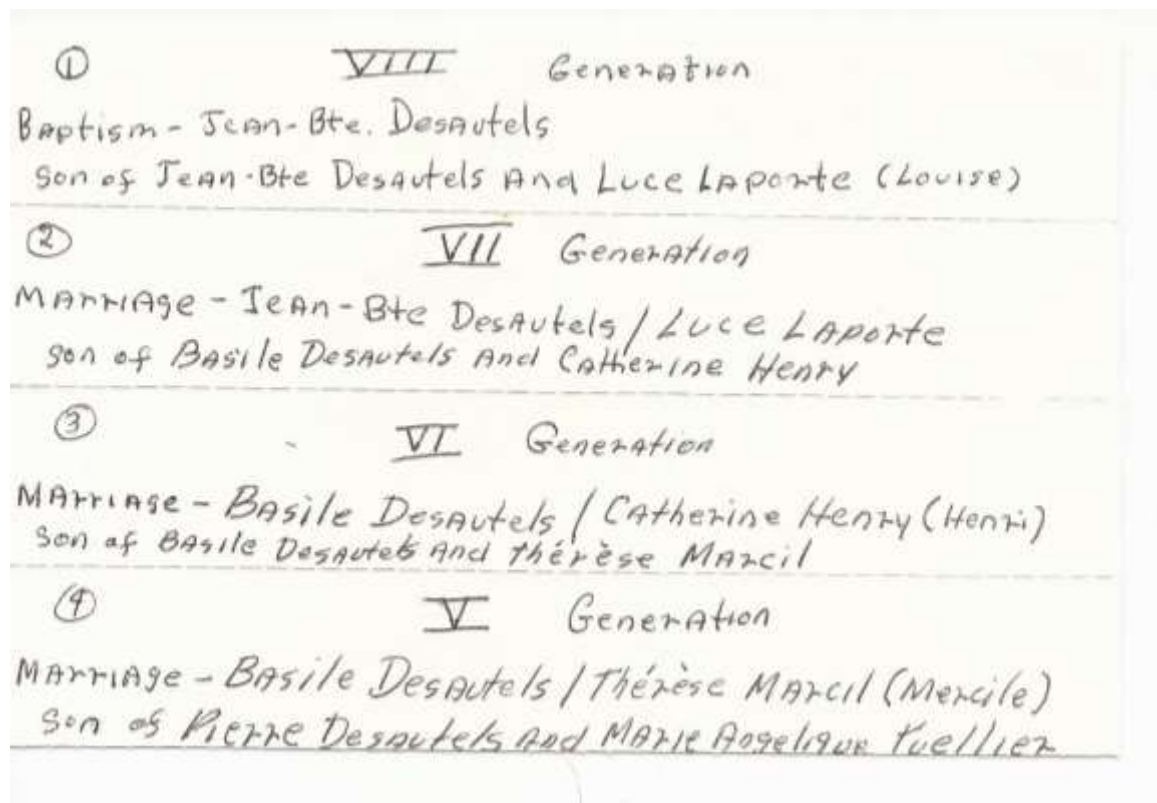 ① VIII Generation
Baptism - Jean-Bte. Desautels
son of Jean-Bte Desautels and Luce Laporte (Louise)
② VII Generation
Marriage - Jean-Bte Desautels / Luce Laporte
son of Basile Desautels and Catherine Henry
③ VI Generation
Marriage - Basile Desautels / Catherine Henry (Henri)
son of Basile Desautels and Thérèse Marcil
④ V Generation
Marriage - Basile Desautels / Thérèse Marcil (Mercile)
son of Pierre Desautels and Marie Angelique